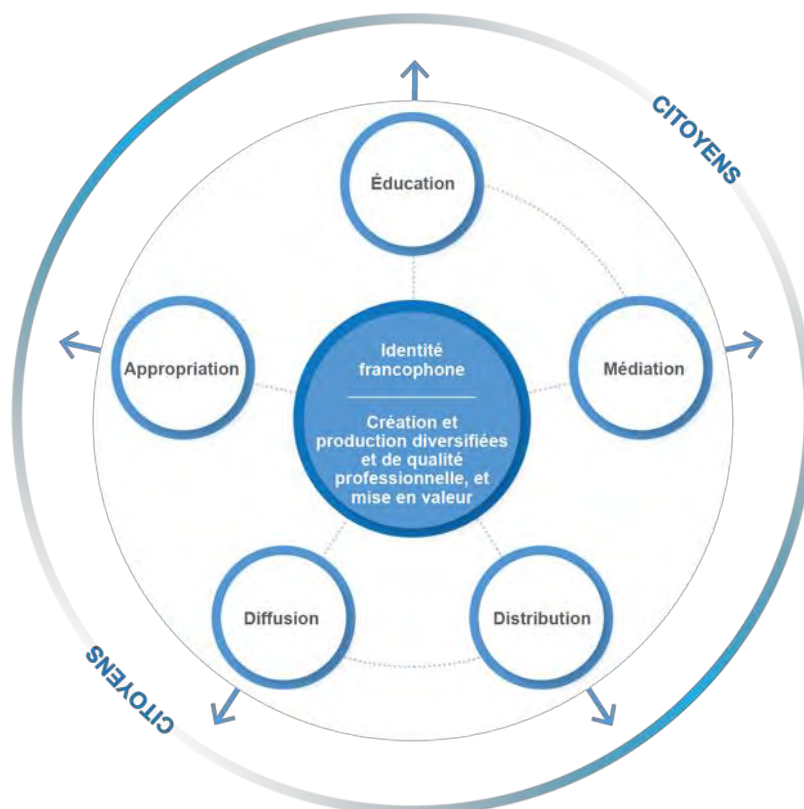 CITOYENS
Éducation
Appropriation
Identité
francophone
Création et
production diversifiées
et de qualité
professionnelle, et
mise en valeur
Médiation
Diffusion
Distribution
CITOYENS